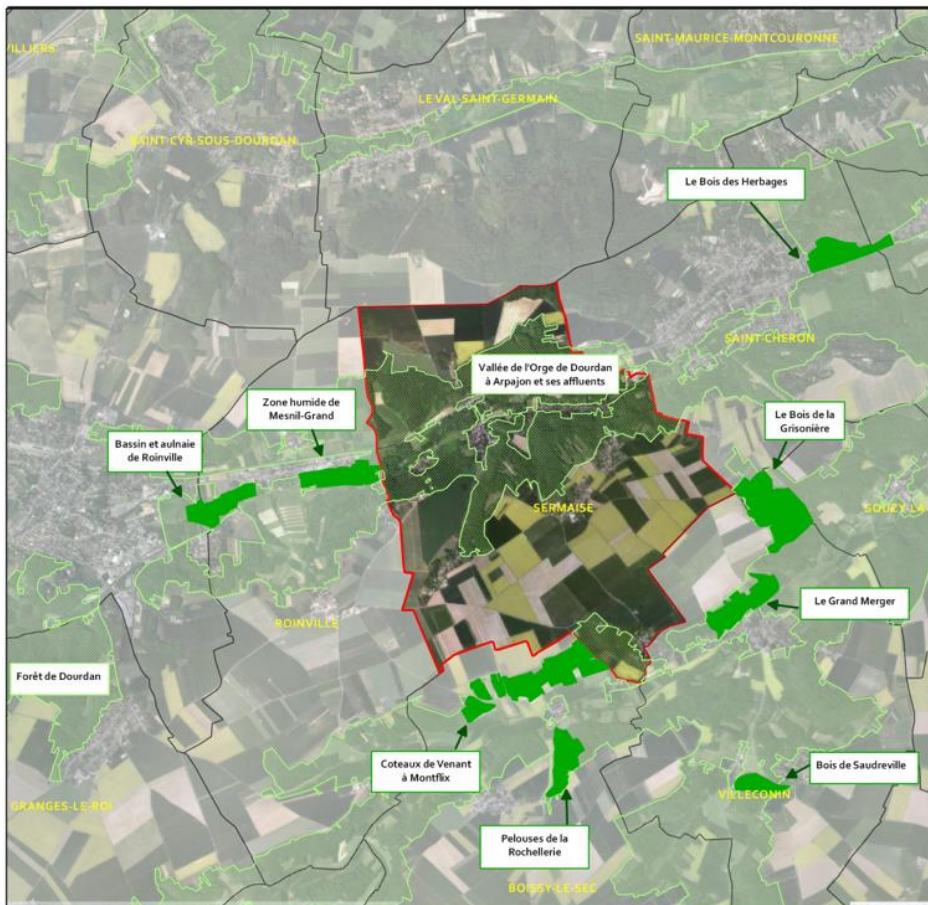 VILLIERS
SAINT-MAURICE-MONTCOURONNE
LE VAL-SAINT-GERMAIN
SAINT-CYR-SOUS-DOURDAN
Le Bois des Herbages
SAINT-CHERON
Vallée de l'Orge de Dourdan
à Arpajon et ses affluents
Zone humide de
Mesnil-Grand
Le Bois de la
Grisonière
Bassin et aulnaie
de Roinville
SERMAISE
SOUZY-LA
Le Grand Merger
ROINVILLE
Forêt de Dourdan
Coteaux de Venant
à Montflix
Bois de Saudreville
VILLECONIN
GRANGES-LE-ROI
Pelouses de la
Rochellerie
BOISSY-LE-SEC